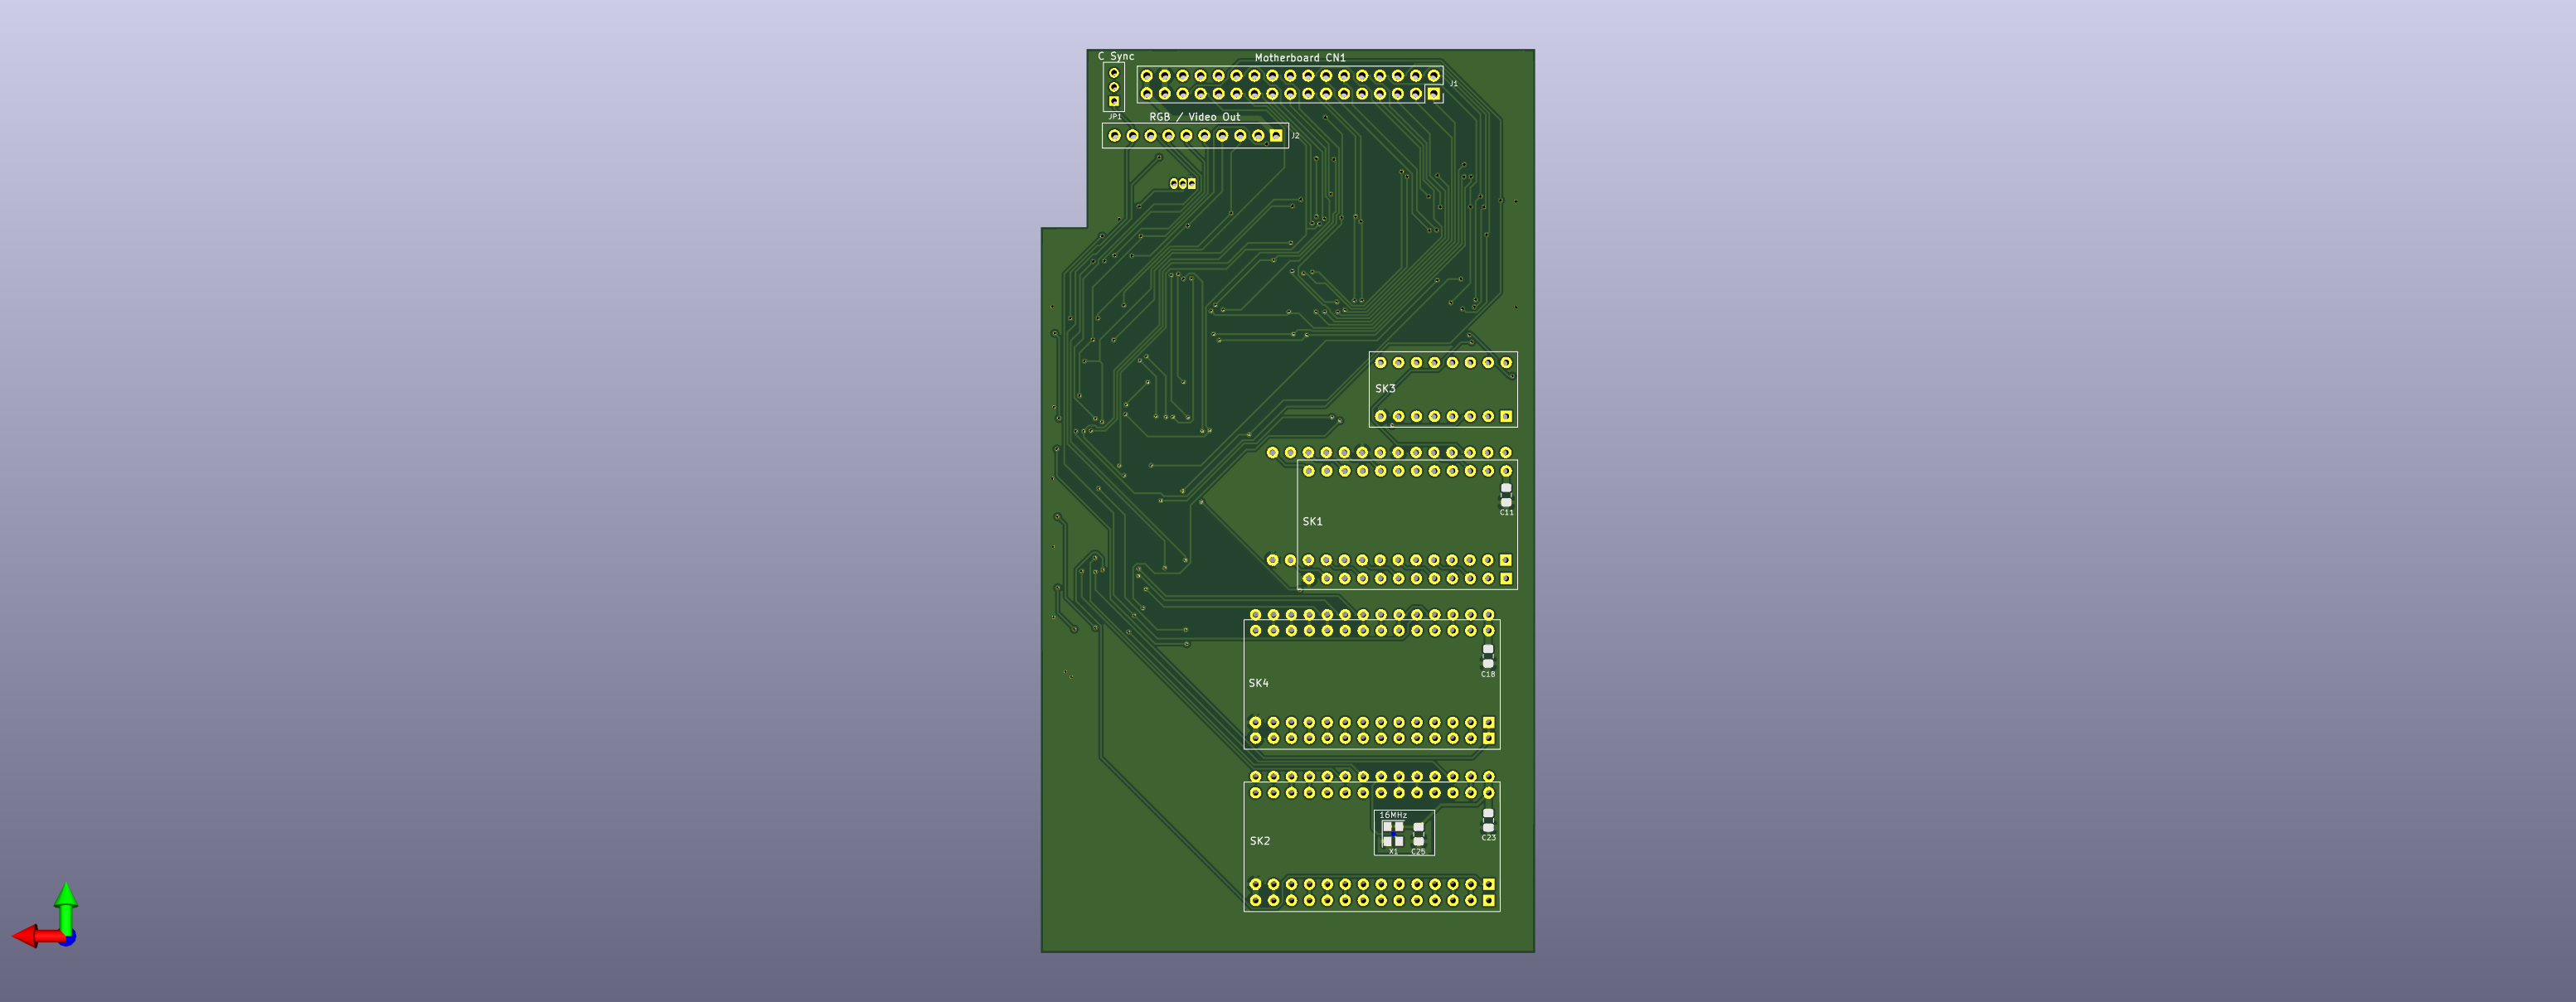 C Sync
Motherboard CN1
J1
JP1
RGB / Video Out
J2
SK3
SK1
C11
SK4
C18
16MHz
SK2
X1
C25
C23